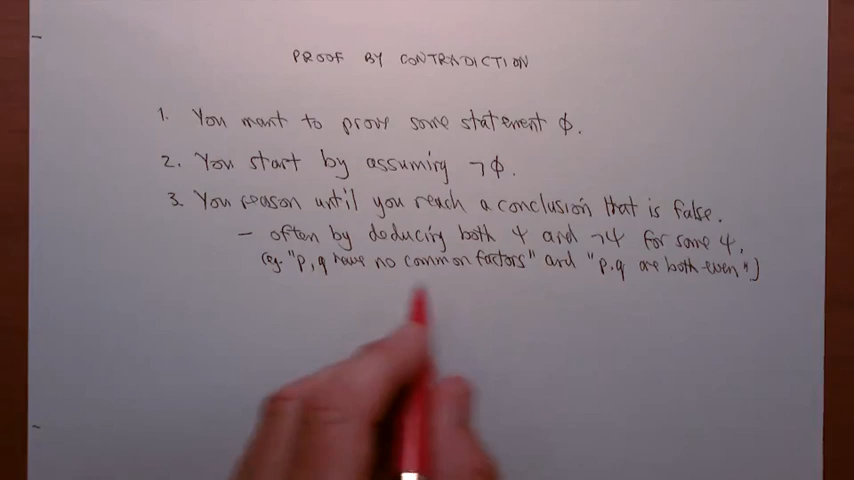 PROOF BY CONTRADICTION
1. You want to prove some statement ϕ.
2. You start by assuming ¬ϕ.
3. You reason until you reach a conclusion that is false.
– often by deducing both ψ and ¬ψ for some ψ.
(eg. "p, q have no common factors" and "p, q are both even")